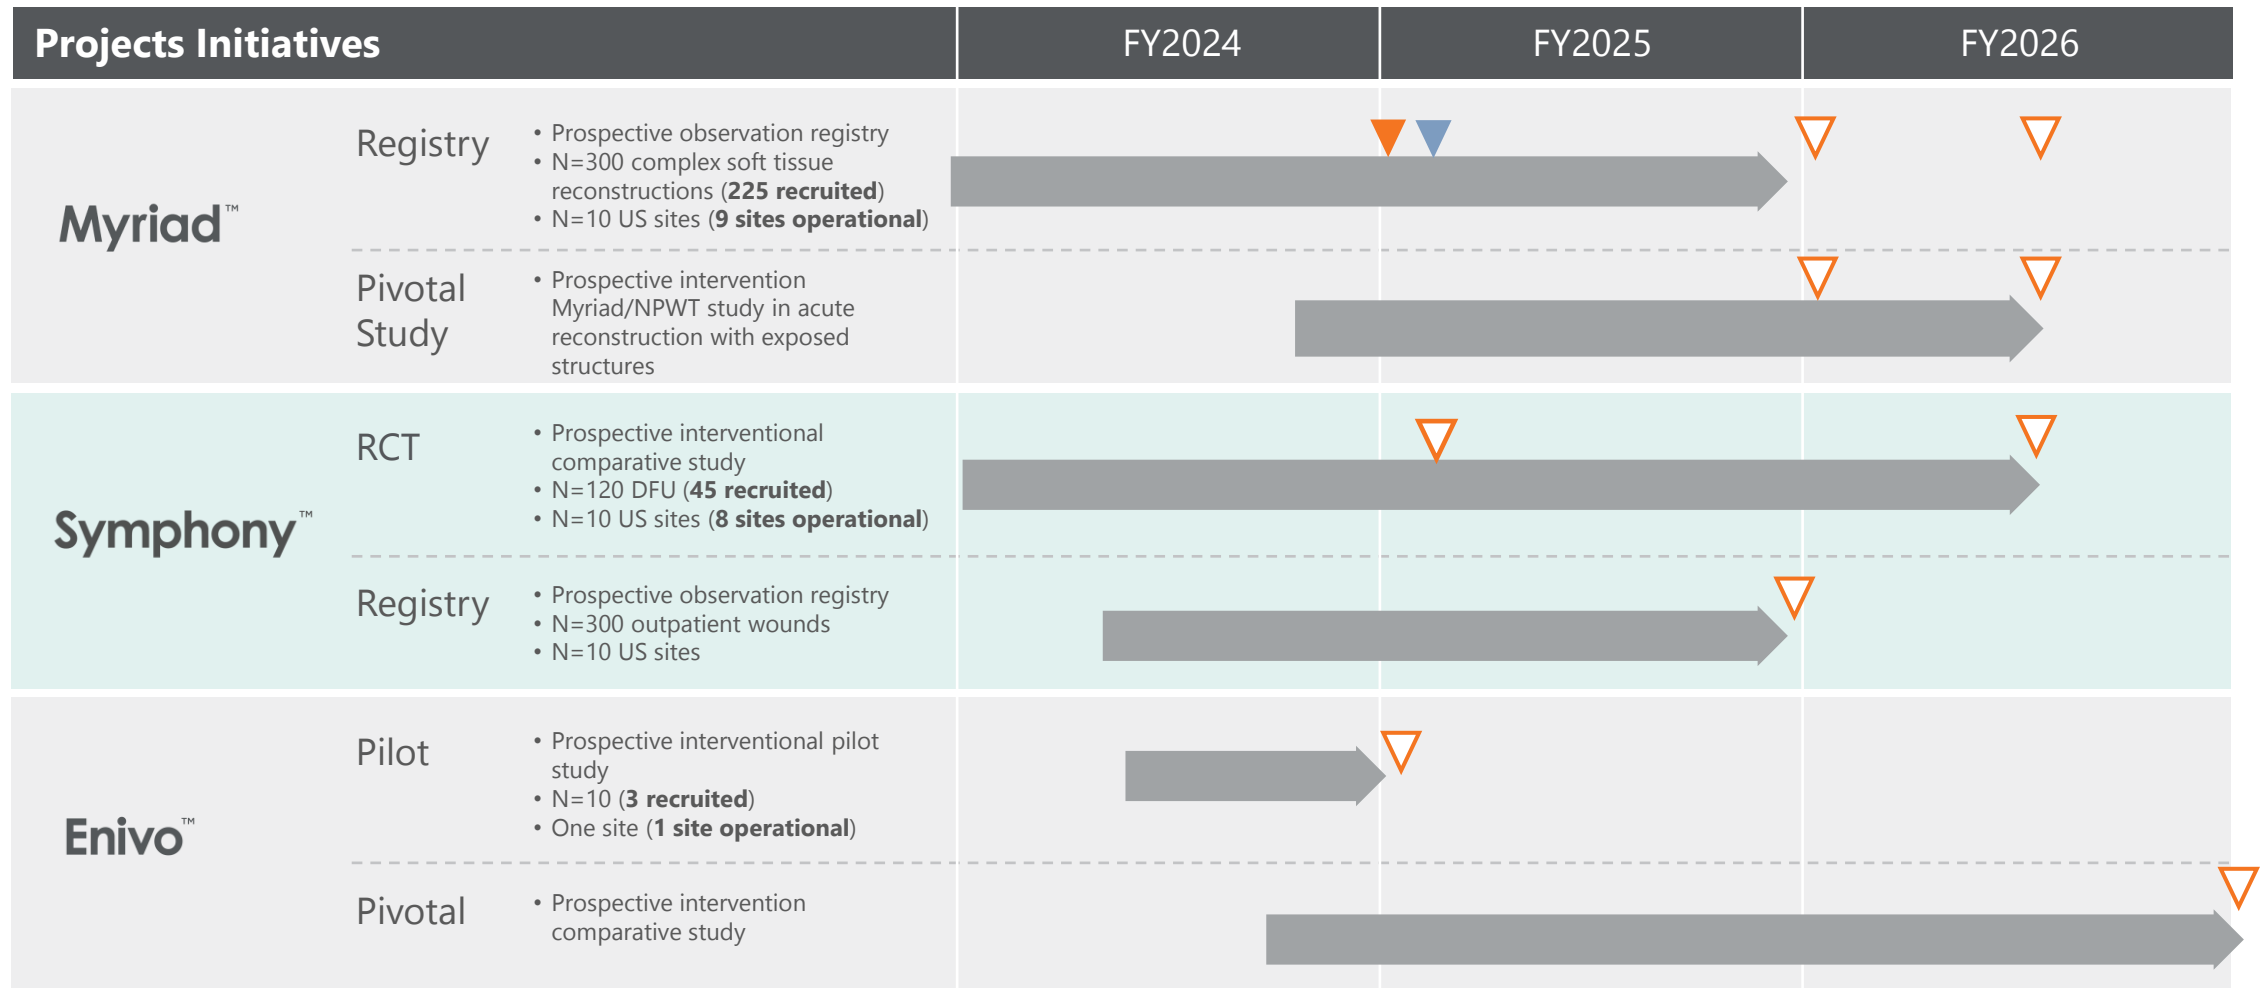 Projects Initiatives
FY2024
FY2025
FY2026
Myriad™
Registry
• Prospective observation registry
• N=300 complex soft tissue
reconstructions (225 recruited)
• N=10 US sites (9 sites operational)
Pivotal
Study
• Prospective intervention
Myriad/NPWT study in acute
reconstruction with exposed
structures
Symphony™
RCT
• Prospective interventional
comparative study
• N=120 DFU (45 recruited)
• N=10 US sites (8 sites operational)
Registry
• Prospective observation registry
• N=300 outpatient wounds
• N=10 US sites
Enivo™
Pilot
• Prospective interventional pilot
study
• N=10 (3 recruited)
• One site (1 site operational)
Pivotal
• Prospective intervention
comparative study